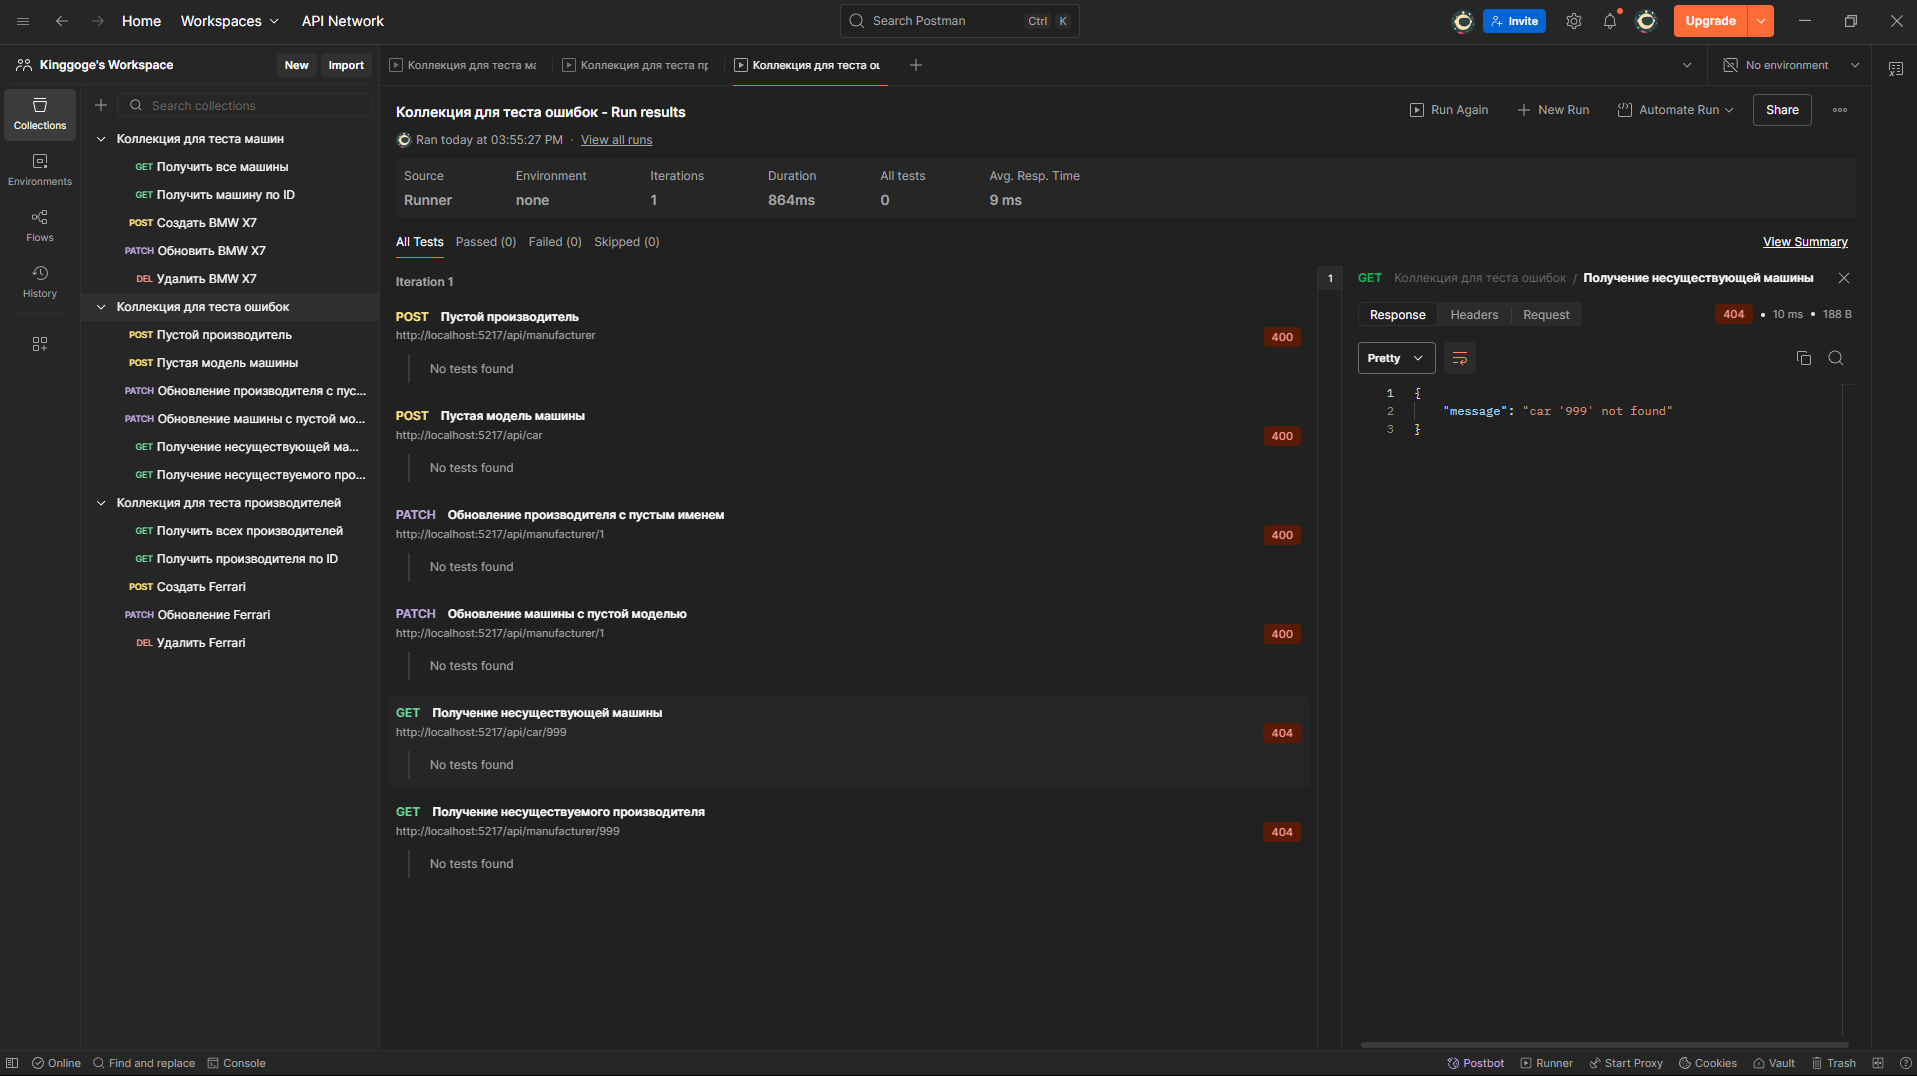 Home Workspaces API Network Search Postman Ctrl K Invite Upgrade
Kinggoge's Workspace New Import
Коллекция для теста ма Коллекция для теста пр Коллекция для теста ош No environment
Collections
Environments
Flows
History
Search collections
Коллекция для теста машин
GET Получить все машины
GET Получить машину по ID
POST Создать BMW X7
PATCH Обновить BMW X7
DEL Удалить BMW X7
Коллекция для теста ошибок
POST Пустой производитель
POST Пустая модель машины
PATCH Обновление производителя с пус...
PATCH Обновление машины с пустой мо...
GET Получение несуществующей ма...
GET Получение несуществуемого про...
Коллекция для теста производителей
GET Получить всех производителей
GET Получить производителя по ID
POST Создать Ferrari
PATCH Обновление Ferrari
DEL Удалить Ferrari
Коллекция для теста ошибок - Run results
Run Again New Run Automate Run Share
Ran today at 03:55:27 PM · View all runs
Source Environment Iterations Duration All tests Avg. Resp. Time
Runner none 1 864ms 0 9 ms
All Tests Passed (0) Failed (0) Skipped (0) View Summary
Iteration 1
POST Пустой производитель
http://localhost:5217/api/manufacturer
400
No tests found
POST Пустая модель машины
http://localhost:5217/api/car
400
No tests found
PATCH Обновление производителя с пустым именем
http://localhost:5217/api/manufacturer/1
400
No tests found
PATCH Обновление машины с пустой моделью
http://localhost:5217/api/manufacturer/1
400
No tests found
GET Получение несуществующей машины
http://localhost:5217/api/car/999
404
No tests found
GET Получение несуществуемого производителя
http://localhost:5217/api/manufacturer/999
404
No tests found
1
GET Коллекция для теста ошибок / Получение несуществующей машины
Response Headers Request 404 • 10 ms • 188 B
Pretty
1 {
2 "message": "car '999' not found"
3 }
Online Find and replace Console Postbot Runner Start Proxy Cookies Vault Trash